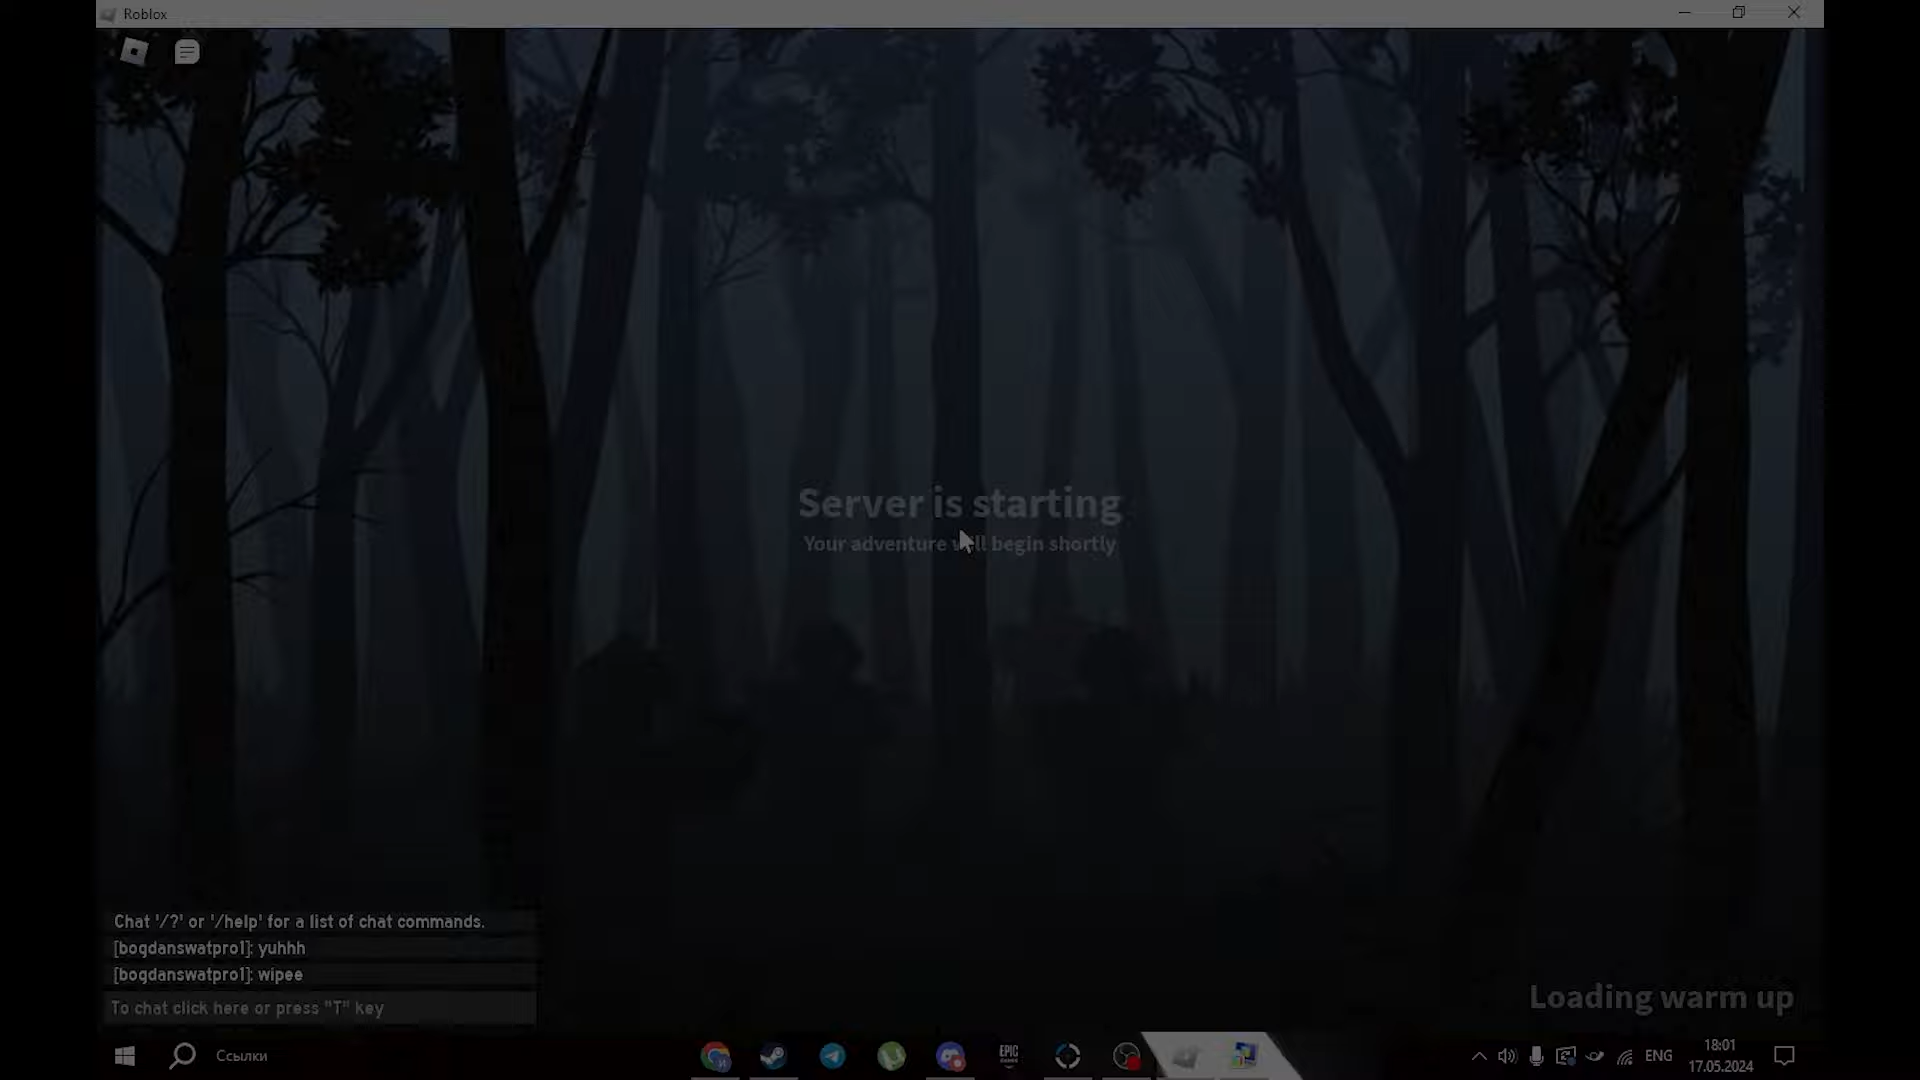 Roblox
Server is starting
Your adventure will begin shortly
Chat '/?' or '/help' for a list of chat commands.
[bogdanswatpro1]: yuhhh
[bogdanswatpro1]: wipee
To chat click here or press "T" key
Loading warm up
Ссылки
EPIC
ENG
18:01
17.05.2024